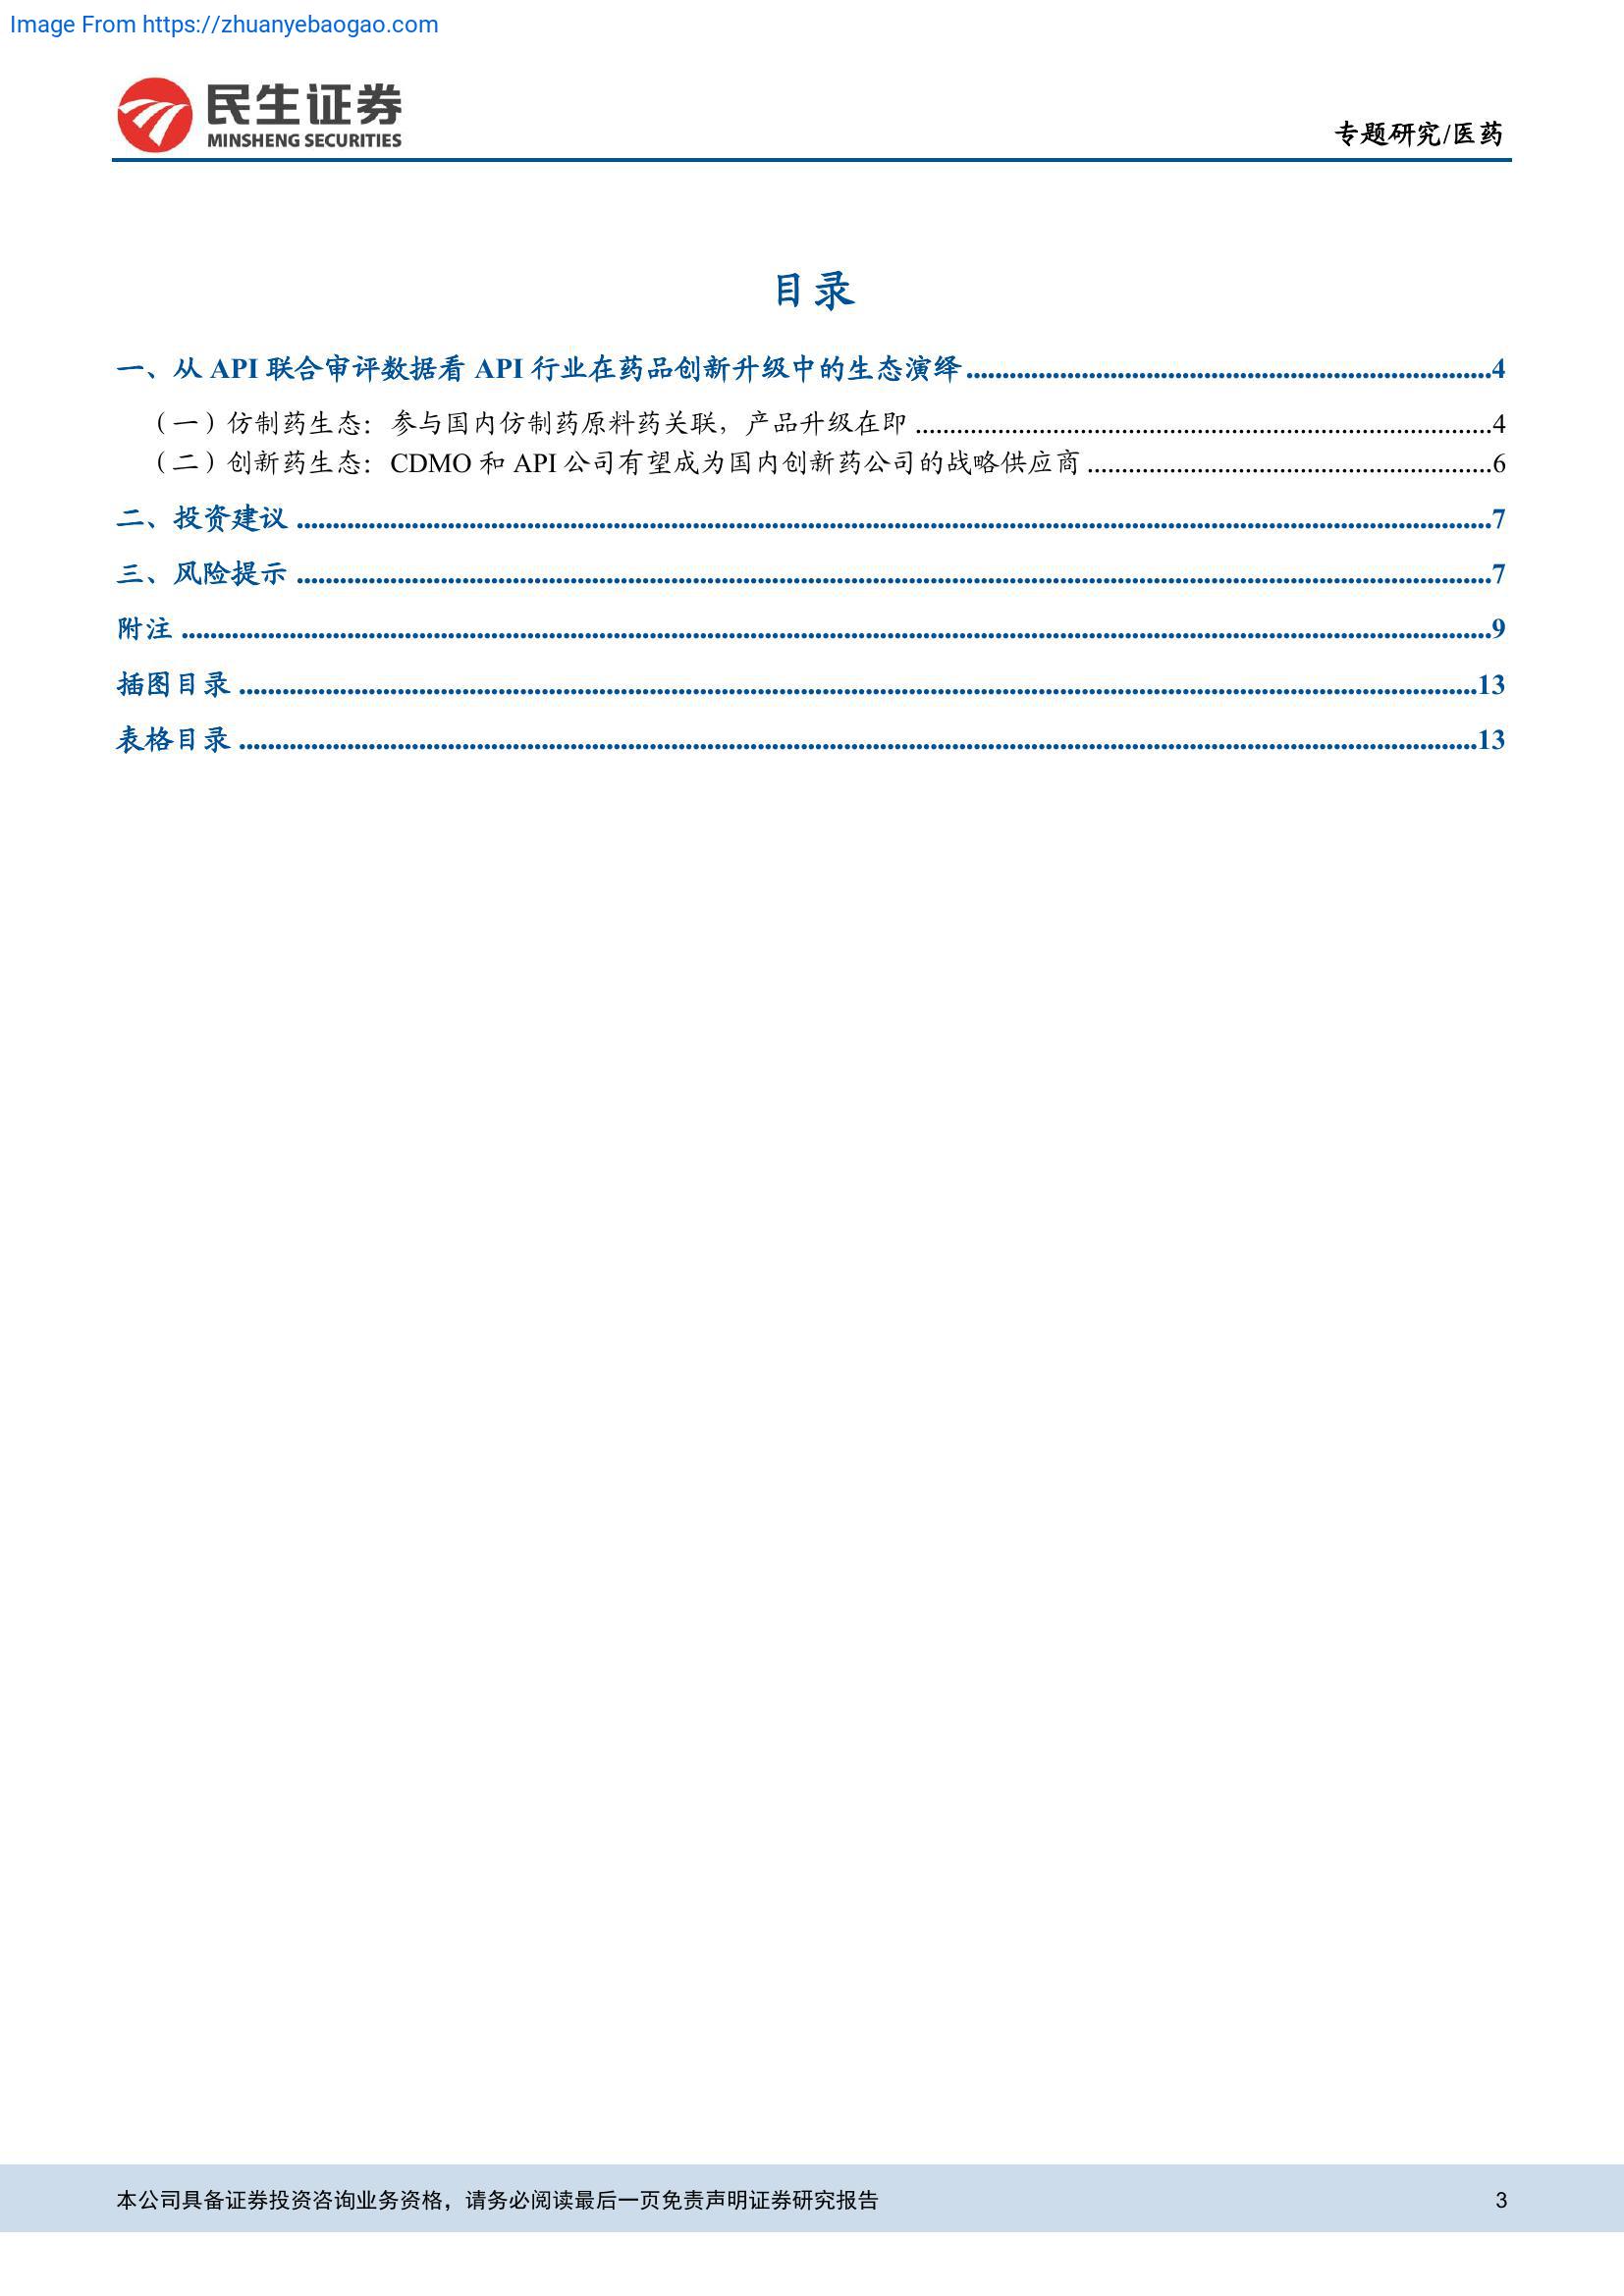 Image From https://zhuanyebaogao.com
民生证券
MINSHENG SECURITIES
专题研究/医药
目录
一、从 API 联合审评数据看 API 行业在药品创新升级中的生态演绎........................................................................4
（一）仿制药生态：参与国内仿制药原料药关联，产品升级在即 ....................................................................................4
（二）创新药生态：CDMO 和 API 公司有望成为国内创新药公司的战略供应商 ...........................................................6
二、投资建议 ......................................................................................................................................................................7
三、风险提示 ......................................................................................................................................................................7
附注 ......................................................................................................................................................................................9
插图目录 ............................................................................................................................................................................13
表格目录 ............................................................................................................................................................................13
本公司具备证券投资咨询业务资格，请务必阅读最后一页免责声明证券研究报告
3